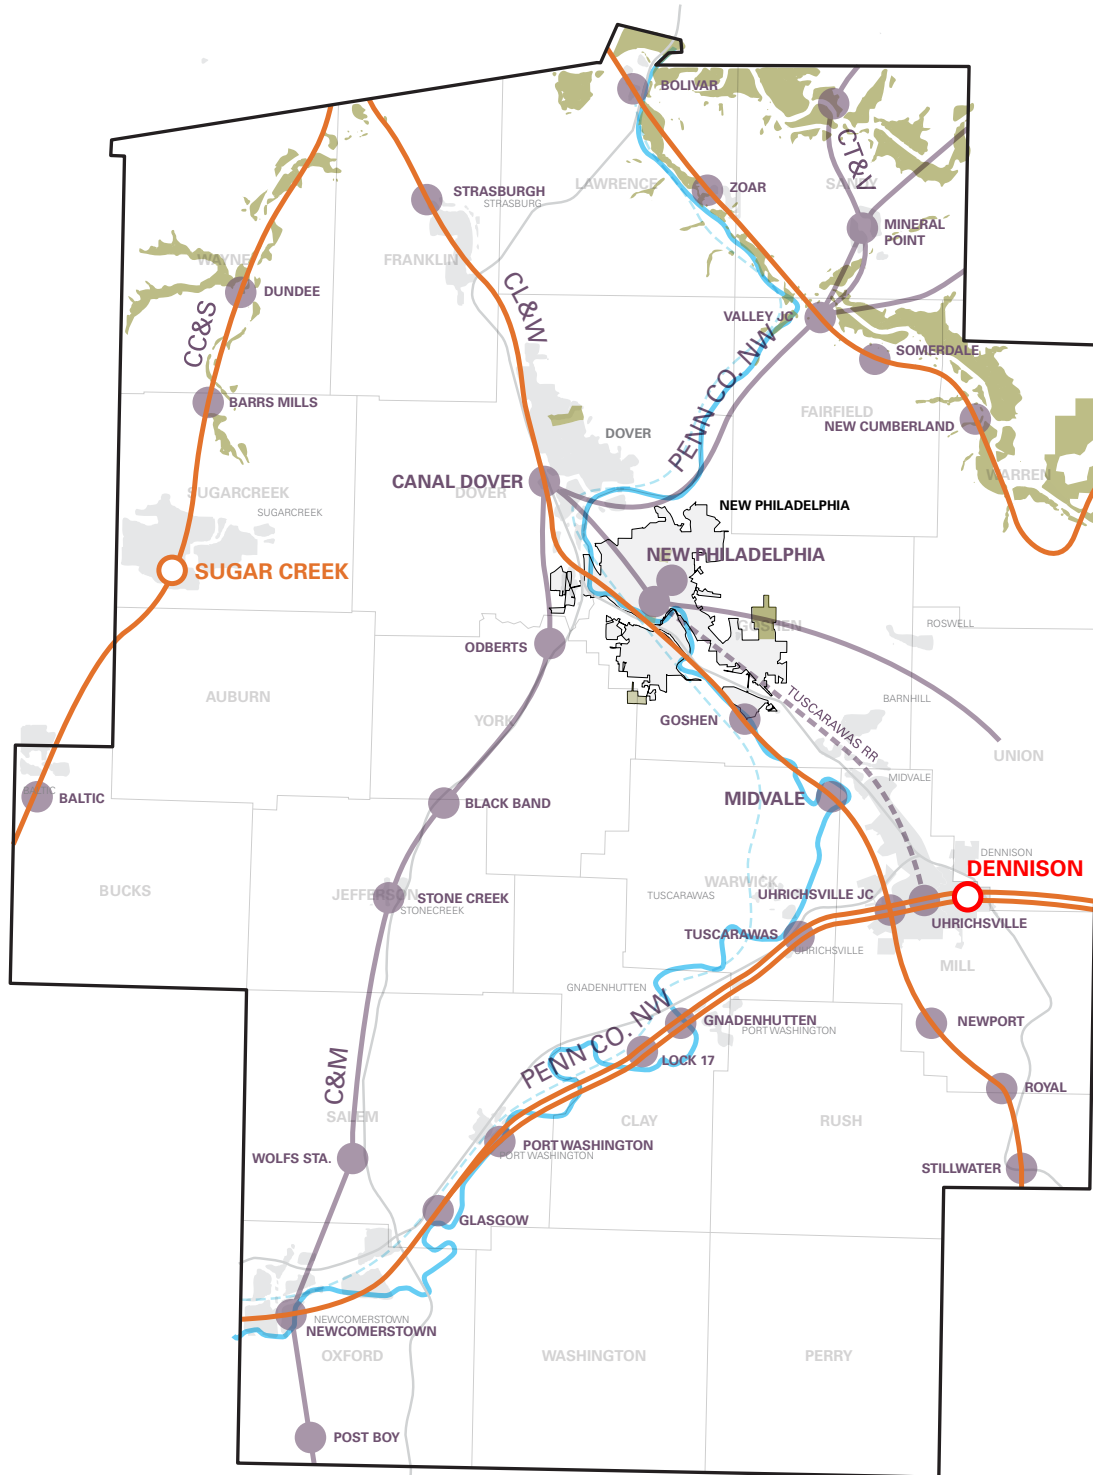 BOLIVAR
CT&V
LAWRENCE
ZOAR
SANDY
STRASBURGH
STRASBURG
MINERAL
POINT
WAYNE
FRANKLIN
DUNDEE
CC&S
CL&W
VALLEY JC
PENN CO. NW
SOMERDALE
BARRS MILLS
FAIRFIELD
NEW CUMBERLAND
DOVER
WARREN
CANAL DOVER
DOVER
SUGARCREEK
SUGARCREEK
NEW PHILADELPHIA
NEW PHILADELPHIA
SUGAR CREEK
GOSHEN
ROSWELL
ODBERTS
AUBURN
BARNHILL
YORK
GOSHEN
TUSCARAWAS RR
UNION
MIDVALE
BALTIC
BALTIC
MIDVALE
BLACK BAND
DENNISON
DENNISON
BUCKS
JEFFERSON
STONE CREEK
STONECREEK
WARWICK
TUSCARAWAS
UHRICHSVILLE JC
UHRICHSVILLE
TUSCARAWAS
UHRICHSVILLE
MILL
GNADENHUTTEN
PENN CO. NW
GNADENHUTTEN
PORT WASHINGTON
NEWPORT
LOCK 17
C&M
ROYAL
SALEM
CLAY
RUSH
PORT WASHINGTON
PORT WASHINGTON
WOLFS STA.
STILLWATER
GLASGOW
NEWCOMERSTOWN
NEWCOMERSTOWN
OXFORD
WASHINGTON
PERRY
POST BOY